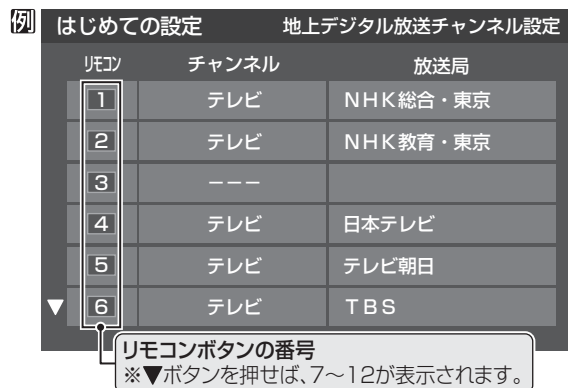 例
はじめての設定 地上デジタル放送チャンネル設定
リモコン チャンネル 放送局
1 テレビ NHK総合・東京
2 テレビ NHK教育・東京
3 −−−
4 テレビ 日本テレビ
5 テレビ テレビ朝日
▼ 6 テレビ TBS
リモコンボタンの番号
※▼ボタンを押せば、7〜12が表示されます。